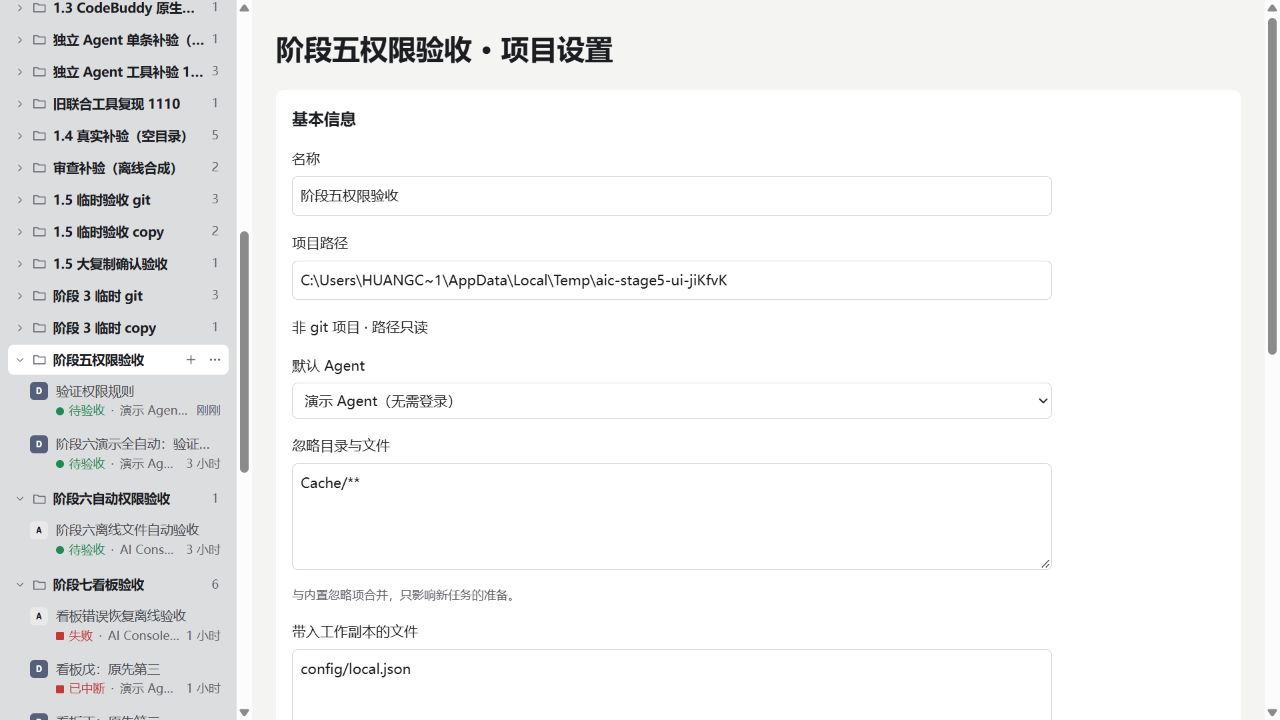 1.3 CodeBuddy 原生... 1
独立 Agent 单条补验（... 1
独立 Agent 工具补验 1... 3
旧联合工具复现 1110 1
1.4 真实补验（空目录） 5
审查补验（离线合成） 2
1.5 临时验收 git 3
1.5 临时验收 copy 2
1.5 大复制确认验收 1
阶段 3 临时 git 3
阶段 3 临时 copy 1
阶段五权限验收
D 验证权限规则
待验收 · 演示 Agen... 刚刚
D 阶段六演示全自动：验证...
待验收 · 演示 Ag... 3 小时
阶段六自动权限验收 1
A 阶段六离线文件自动验收
待验收 · AI Cons... 3 小时
阶段七看板验收 6
A 看板错误恢复离线验收
失败 · AI Console... 1 小时
D 看板戊：原先第三
已中断 · 演示 Ag... 1 小时
阶段五权限验收 • 项目设置
基本信息
名称
阶段五权限验收
项目路径
C:\Users\HUANGC~1\AppData\Local\Temp\aic-stage5-ui-jiKfvK
非 git 项目 · 路径只读
默认 Agent
演示 Agent（无需登录）
忽略目录与文件
Cache/**
与内置忽略项合并，只影响新任务的准备。
带入工作副本的文件
config/local.json